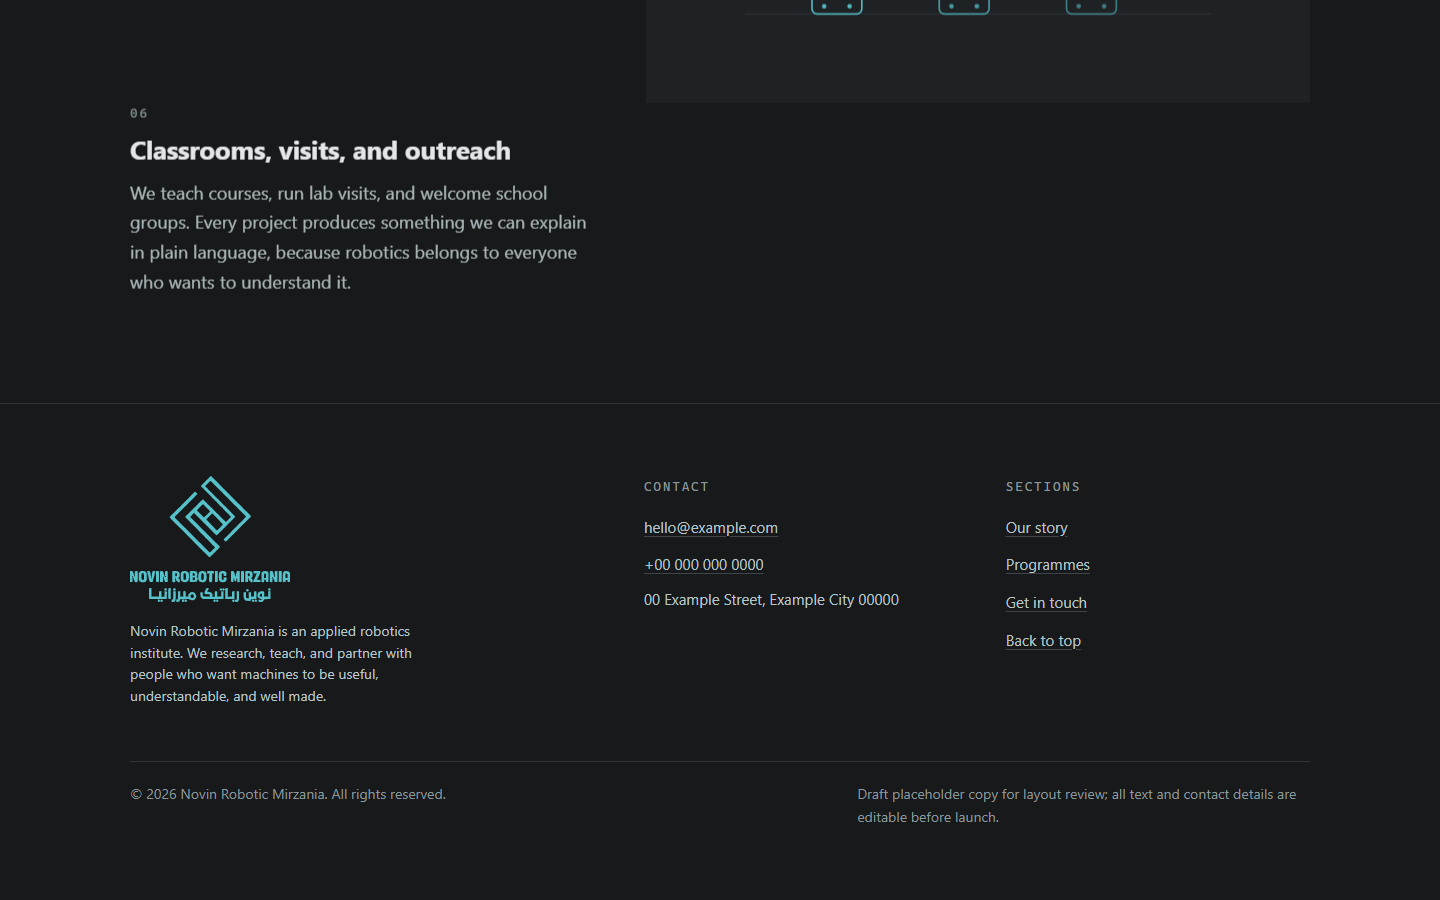 06
Classrooms, visits, and outreach
We teach courses, run lab visits, and welcome school
groups. Every project produces something we can explain
in plain language, because robotics belongs to everyone
who wants to understand it.
NOVIN ROBOTIC MIRZANIA
نوین رباتیک میرزانیا
Novin Robotic Mirzania is an applied robotics
institute. We research, teach, and partner with
people who want machines to be useful,
understandable, and well made.
CONTACT
hello@example.com
+00 000 000 0000
00 Example Street, Example City 00000
SECTIONS
Our story
Programmes
Get in touch
Back to top
© 2026 Novin Robotic Mirzania. All rights reserved.
Draft placeholder copy for layout review; all text and contact details are
editable before launch.